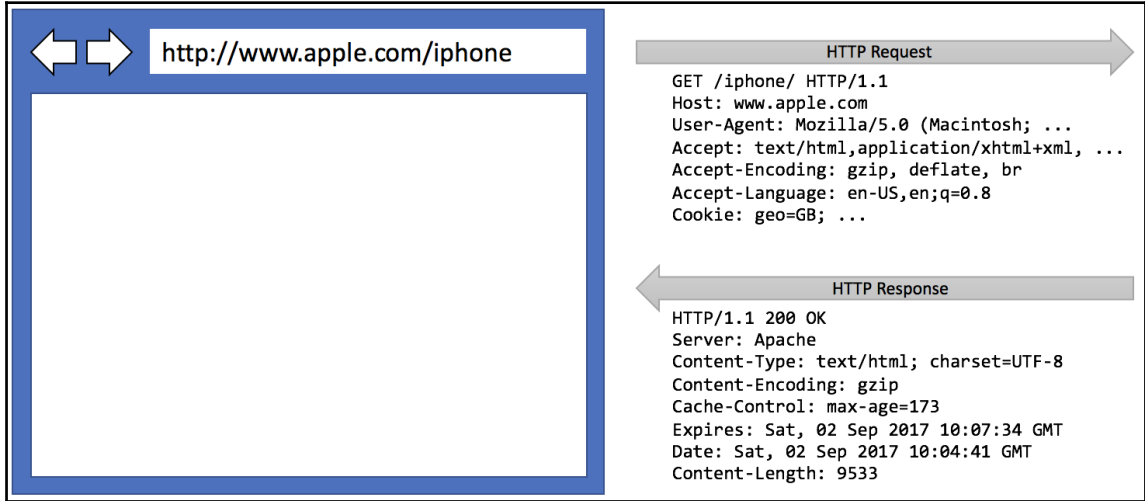 http://www.apple.com/iphone
HTTP Request
GET /iphone/ HTTP/1.1
Host: www.apple.com
User-Agent: Mozilla/5.0 (Macintosh; ...
Accept: text/html,application/xhtml+xml, ...
Accept-Encoding: gzip, deflate, br
Accept-Language: en-US,en;q=0.8
Cookie: geo=GB; ...
HTTP Response
HTTP/1.1 200 OK
Server: Apache
Content-Type: text/html; charset=UTF-8
Content-Encoding: gzip
Cache-Control: max-age=173
Expires: Sat, 02 Sep 2017 10:07:34 GMT
Date: Sat, 02 Sep 2017 10:04:41 GMT
Content-Length: 9533